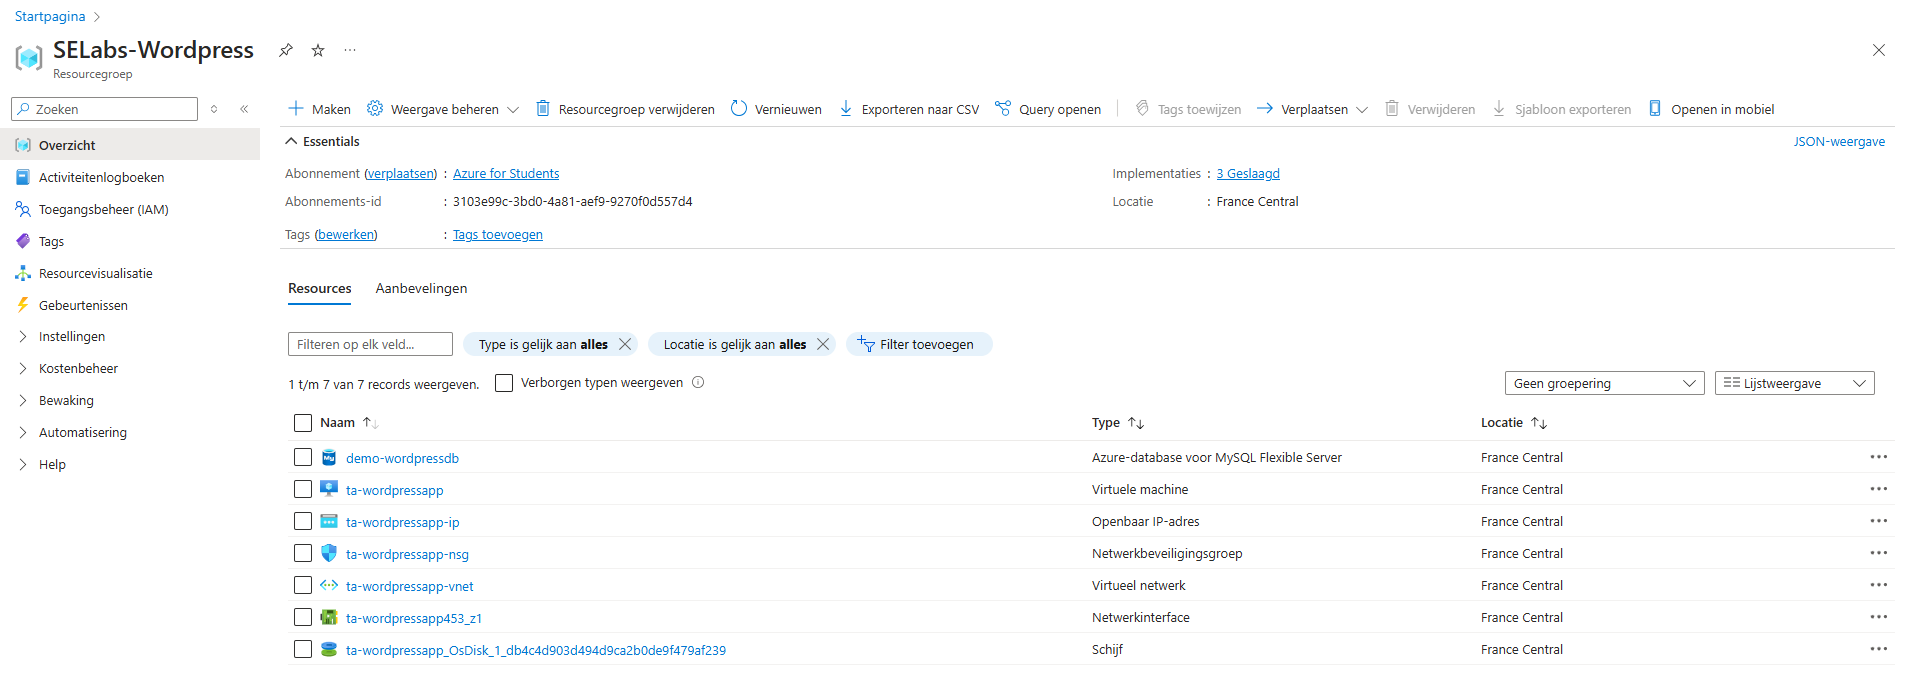 Startpagina
SELabs-Wordpress
Resourcegroep
Zoeken
Maken Weergave beheren Resourcegroep verwijderen Vernieuwen Exporteren naar CSV Query openen Tags toewijzen Verplaatsen Verwijderen Sjabloon exporteren Openen in mobiel
Overzicht
Activiteitenlogboeken
Toegangsbeheer (IAM)
Tags
Resourcevisualisatie
Gebeurtenissen
Instellingen
Kostenbeheer
Bewaking
Automatisering
Help
Essentials JSON-weergave
Abonnement (verplaatsen) : Azure for Students Implementaties : 3 Geslaagd
Abonnements-id : 3103e99c-3bd0-4a81-aef9-9270f0d557d4 Locatie : France Central
Tags (bewerken) : Tags toevoegen
Resources Aanbevelingen
Filteren op elk veld... Type is gelijk aan alles Locatie is gelijk aan alles Filter toevoegen
1 t/m 7 van 7 records weergeven. Verborgen typen weergeven Geen groepering Lijstweergave
Naam Type Locatie
demo-wordpressdb Azure-database voor MySQL Flexible Server France Central
ta-wordpressapp Virtuele machine France Central
ta-wordpressapp-ip Openbaar IP-adres France Central
ta-wordpressapp-nsg Netwerkbeveiligingsgroep France Central
ta-wordpressapp-vnet Virtueel netwerk France Central
ta-wordpressapp453_z1 Netwerkinterface France Central
ta-wordpressapp_OsDisk_1_db4c4d903d494d9ca2b0de9f479af239 Schijf France Central